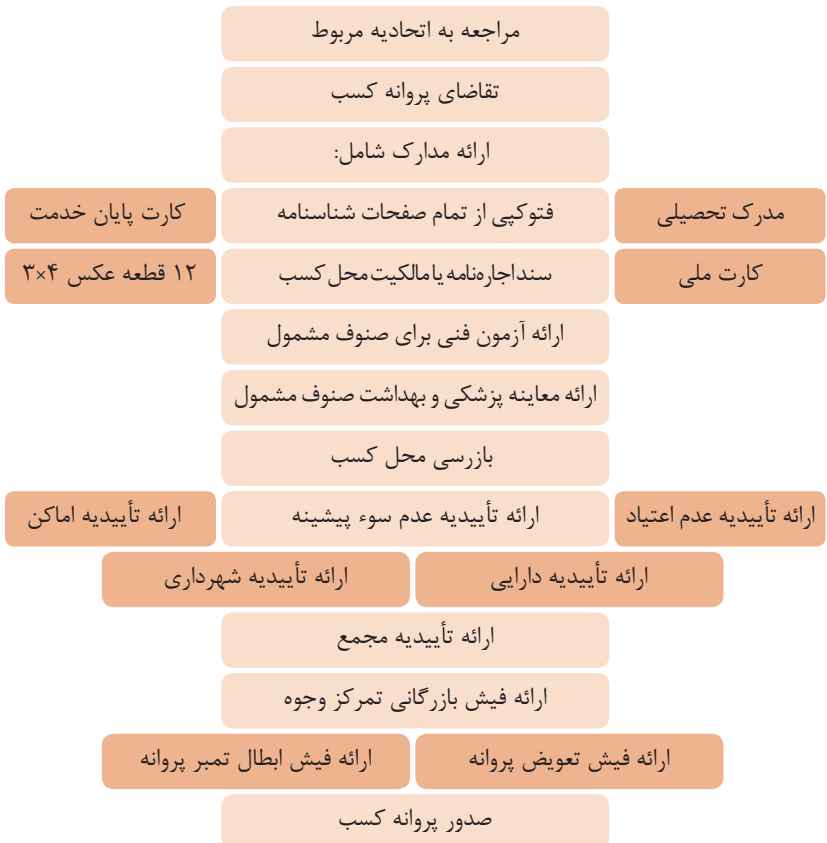 مراجعه به اتحادیه مربوط
تقاضای پروانه کسب
ارائه مدارک شامل:
مدرک تحصیلی
فتوکپی از تمام صفحات شناسنامه
کارت پایان خدمت
کارت ملی
سند اجاره‌نامه یا مالکیت محل کسب
۱۲ قطعه عکس ۴×۳
ارائه آزمون فنی برای صنوف مشمول
ارائه معاینه پزشکی و بهداشت صنوف مشمول
بازرسی محل کسب
ارائه تأییدیه عدم اعتیاد
ارائه تأییدیه عدم سوء پیشینه
ارائه تأییدیه اماکن
ارائه تأییدیه دارایی
ارائه تأییدیه شهرداری
ارائه تأییدیه مجمع
ارائه فیش بازرگانی تمرکز وجوه
ارائه فیش تعویض پروانه
ارائه فیش ابطال تمبر پروانه
صدور پروانه کسب